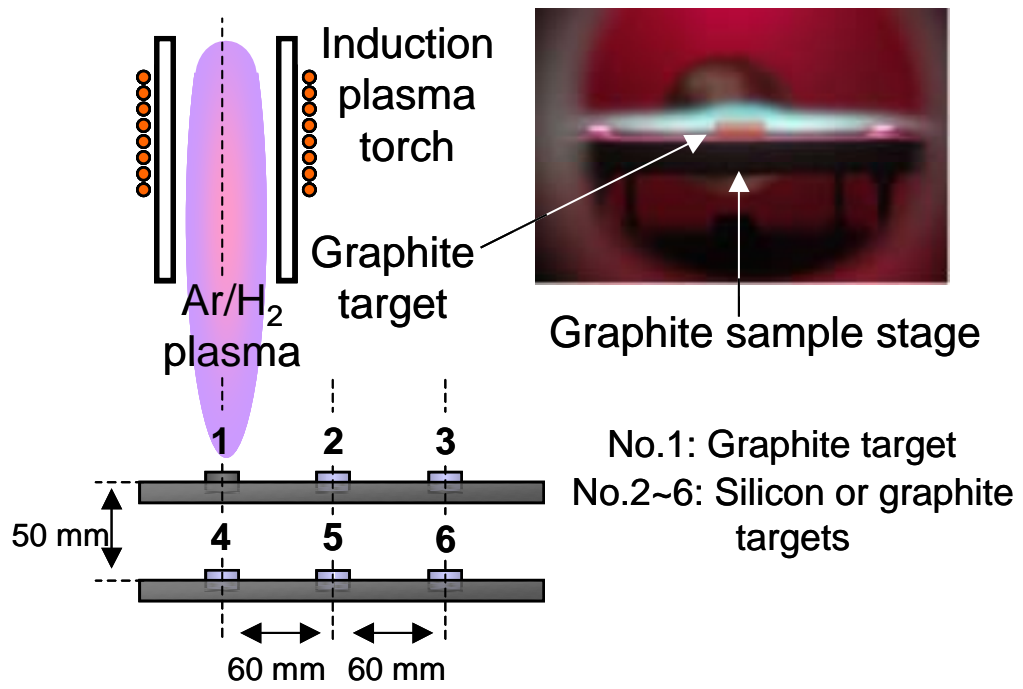 Induction
plasma
torch
Graphite
target
Ar/H₂
plasma
Graphite sample stage
1 2 3
No.1: Graphite target
No.2~6: Silicon or graphite
targets
50 mm
4 5 6
60 mm 60 mm